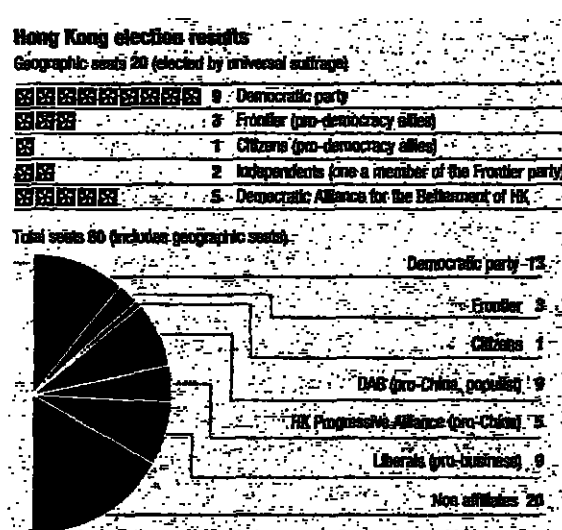 Hong Kong election results
Geographic seats 20 (elected by universal suffrage)
9 Democratic party
3 Frontier (pro-democracy allies)
1 Citizens (pro-democracy allies)
2 Independents (one a member of the Frontier party)
5 Democratic Alliance for the Betterment of HK
Total seats 60 (includes geographic seats)
Democratic party 13
Frontier 3
Citizens 1
DAB (pro-China, populist) 9
HK Progressive Alliance (pro-China) 5
Liberals (pro-business) 9
Non affiliates 20